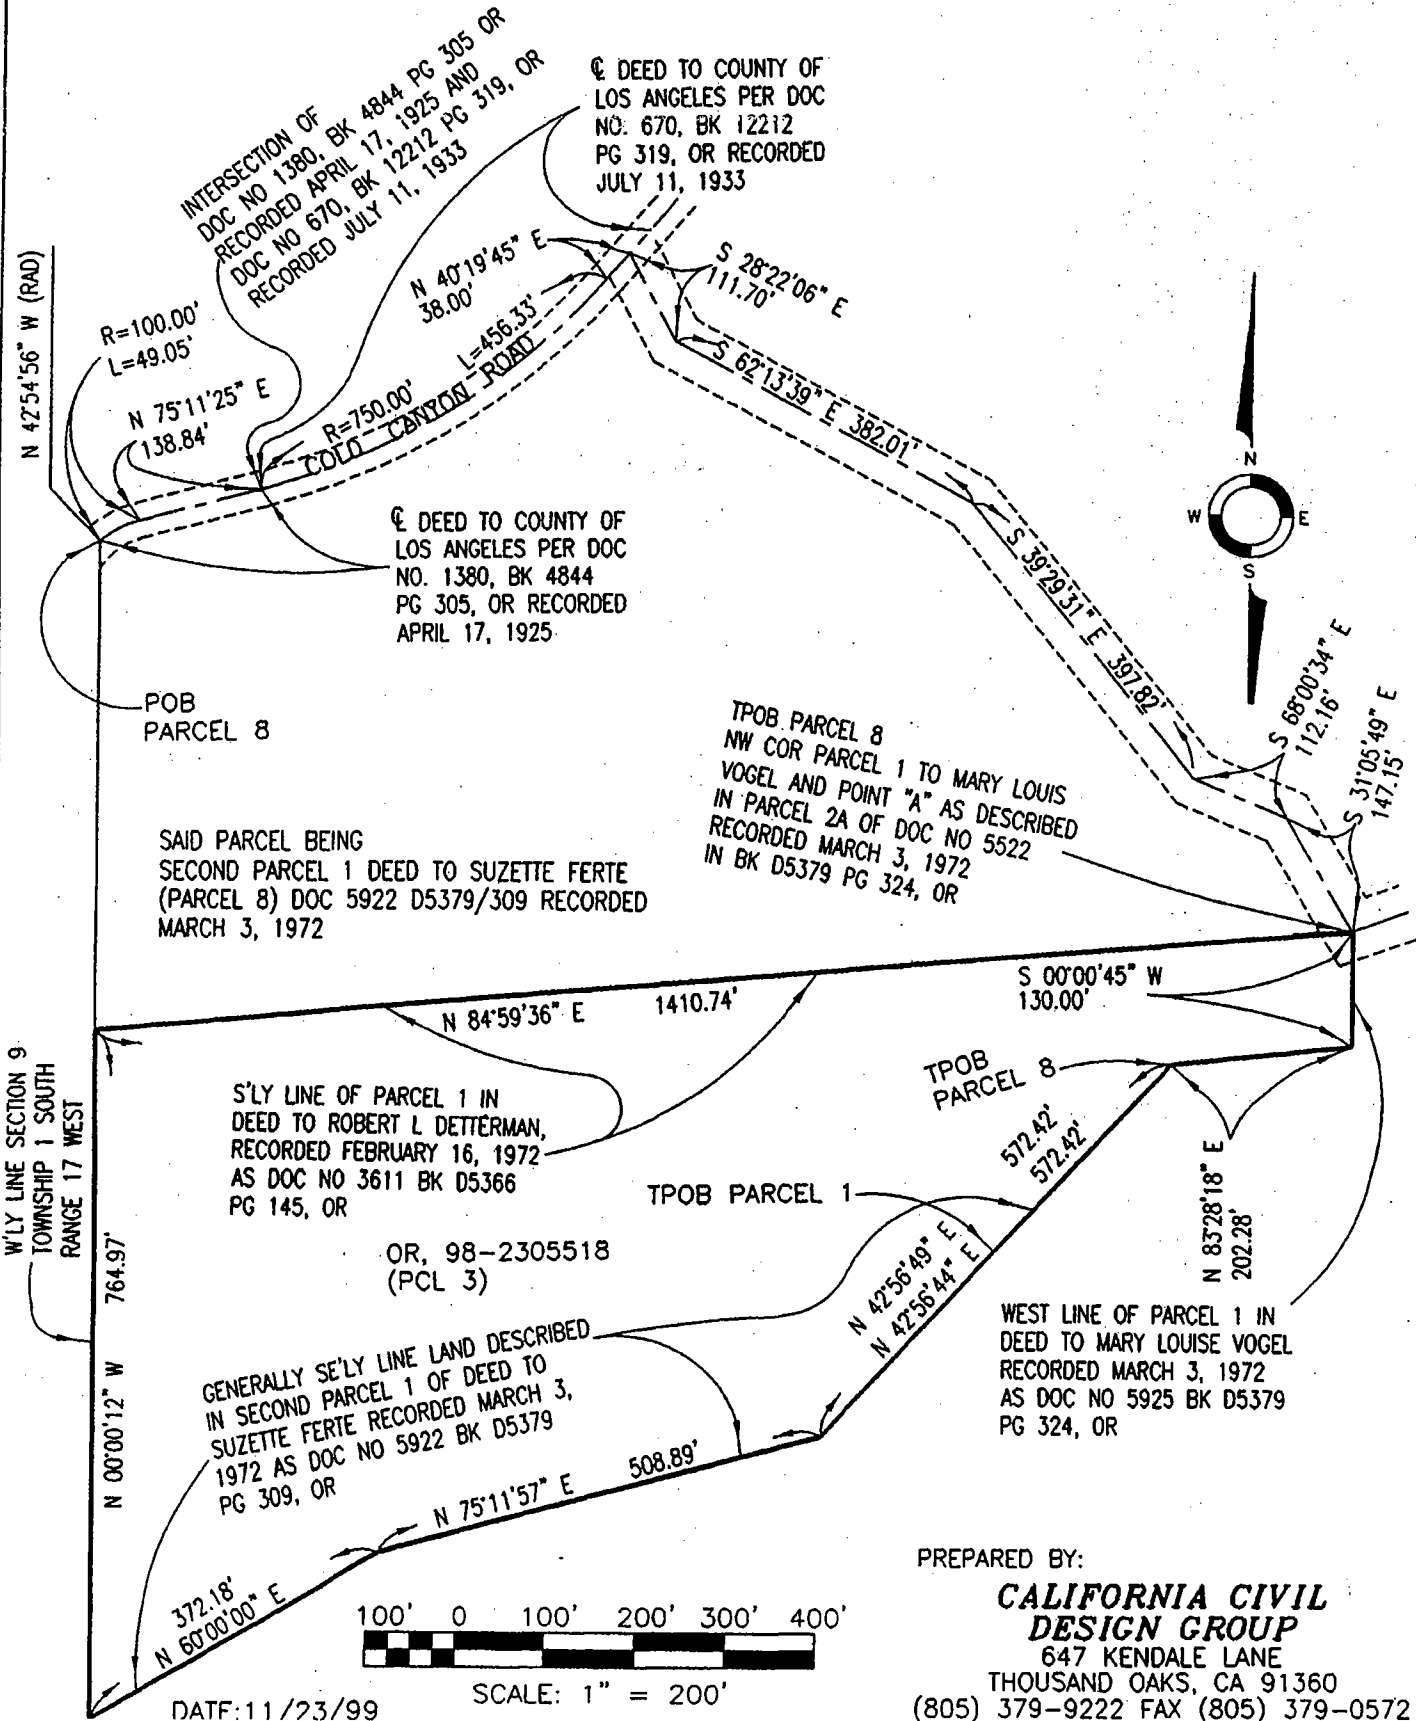 INTERSECTION OF
DOC NO 1380, BK 4844 PG 305 OR
RECORDED APRIL 17, 1925 AND
DOC NO 670, BK 12212 PG 319, OR
RECORDED JULY 11, 1933
℄ DEED TO COUNTY OF
LOS ANGELES PER DOC
NO. 670, BK 12212
PG 319, OR RECORDED
JULY 11, 1933
N 42°54'56" W (RAD)
R=100.00'
L=49.05'
N 75°11'25" E
138.84'
N 40°19'45" E
38.00'
L=456.33'
R=750.00'
COLD CANYON ROAD
S 28°22'06" E
111.70'
S 62°13'39" E 382.01'
S 39°29'31" E 397.82'
S 68°00'34" E
112.16'
S 31°05'49" E
147.15'
N
W E
S
℄ DEED TO COUNTY OF
LOS ANGELES PER DOC
NO. 1380, BK 4844
PG 305, OR RECORDED
APRIL 17, 1925
POB
PARCEL 8
TPOB PARCEL 8
NW COR PARCEL 1 TO MARY LOUIS
VOGEL AND POINT "A" AS DESCRIBED
IN PARCEL 2A OF DOC NO 5522
RECORDED MARCH 3, 1972
IN BK D5379 PG 324, OR
SAID PARCEL BEING
SECOND PARCEL 1 DEED TO SUZETTE FERTE
(PARCEL 8) DOC 5922 D5379/309 RECORDED
MARCH 3, 1972
N 84°59'36" E 1410.74'
S 00°00'45" W
130.00'
TPOB
PARCEL 8
S'LY LINE OF PARCEL 1 IN
DEED TO ROBERT L DETTERMAN,
RECORDED FEBRUARY 16, 1972
AS DOC NO 3611 BK D5366
PG 145, OR
W'LY LINE SECTION 9
TOWNSHIP 1 SOUTH
RANGE 17 WEST
N 00°00'12" W 764.97'
TPOB PARCEL 1
572.42'
572.42'
N 42°56'49" E
N 42°56'44" E
N 83°28'18" E
202.28'
OR, 98-2305518
(PCL 3)
GENERALLY SE'LY LINE LAND DESCRIBED
IN SECOND PARCEL 1 OF DEED TO
SUZETTE FERTE RECORDED MARCH 3,
1972 AS DOC NO 5922 BK D5379
PG 309, OR
WEST LINE OF PARCEL 1 IN
DEED TO MARY LOUISE VOGEL
RECORDED MARCH 3, 1972
AS DOC NO 5925 BK D5379
PG 324, OR
N 75°11'57" E 508.89'
372.18'
N 60°00'00" E
100' 0 100' 200' 300' 400'
SCALE: 1" = 200'
DATE:11/23/99
PREPARED BY:
CALIFORNIA CIVIL
DESIGN GROUP
647 KENDALE LANE
THOUSAND OAKS, CA 91360
(805) 379-9222 FAX (805) 379-0572